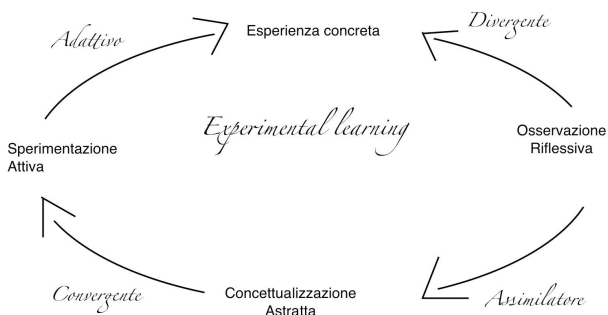 Esperienza concreta
Divergente
Adattivo
Experimental learning
Osservazione
Riflessiva
Sperimentazione
Attiva
Convergente
Concettualizzazione
Astratta
Assimilatore